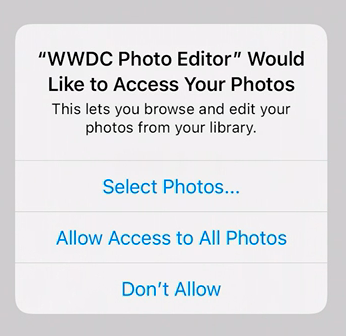 “WWDC Photo Editor” Would
Like to Access Your Photos
This lets you browse and edit your
photos from your library.
Select Photos...
Allow Access to All Photos
Don’t Allow